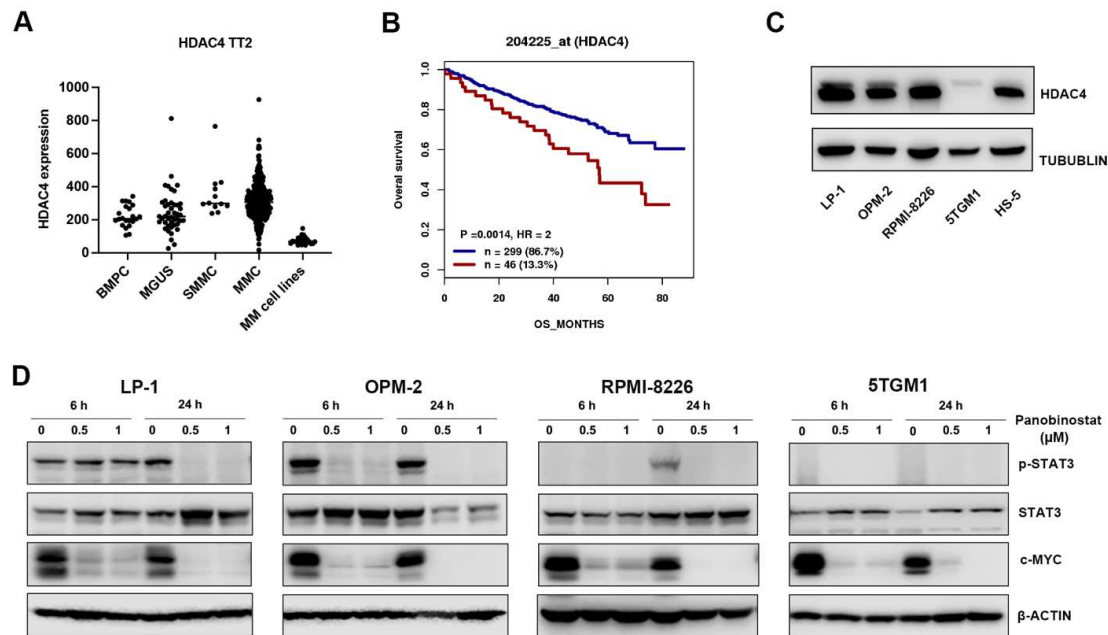 A
HDAC4 TT2
HDAC4 expression
1000
800
600
400
200
0
BMPC
MGUS
SMMC
MMC
MM cell lines
B
204225_at (HDAC4)
Overal survival
1.0
0.8
0.6
0.4
0.2
0.0
P =0.0014, HR = 2
n = 299 (86.7%)
n = 46 (13.3%)
0 20 40 60 80
OS_MONTHS
C
HDAC4
TUBUBLIN
LP-1
OPM-2
RPMI-8226
5TGM1
HS-5
D
LP-1 OPM-2 RPMI-8226 5TGM1
6 h 24 h 6 h 24 h 6 h 24 h 6 h 24 h
0 0.5 1 0 0.5 1 0 0.5 1 0 0.5 1 0 0.5 1 0 0.5 1 0 0.5 1 0 0.5 1
Panobinostat
(μM)
p-STAT3
STAT3
c-MYC
β-ACTIN